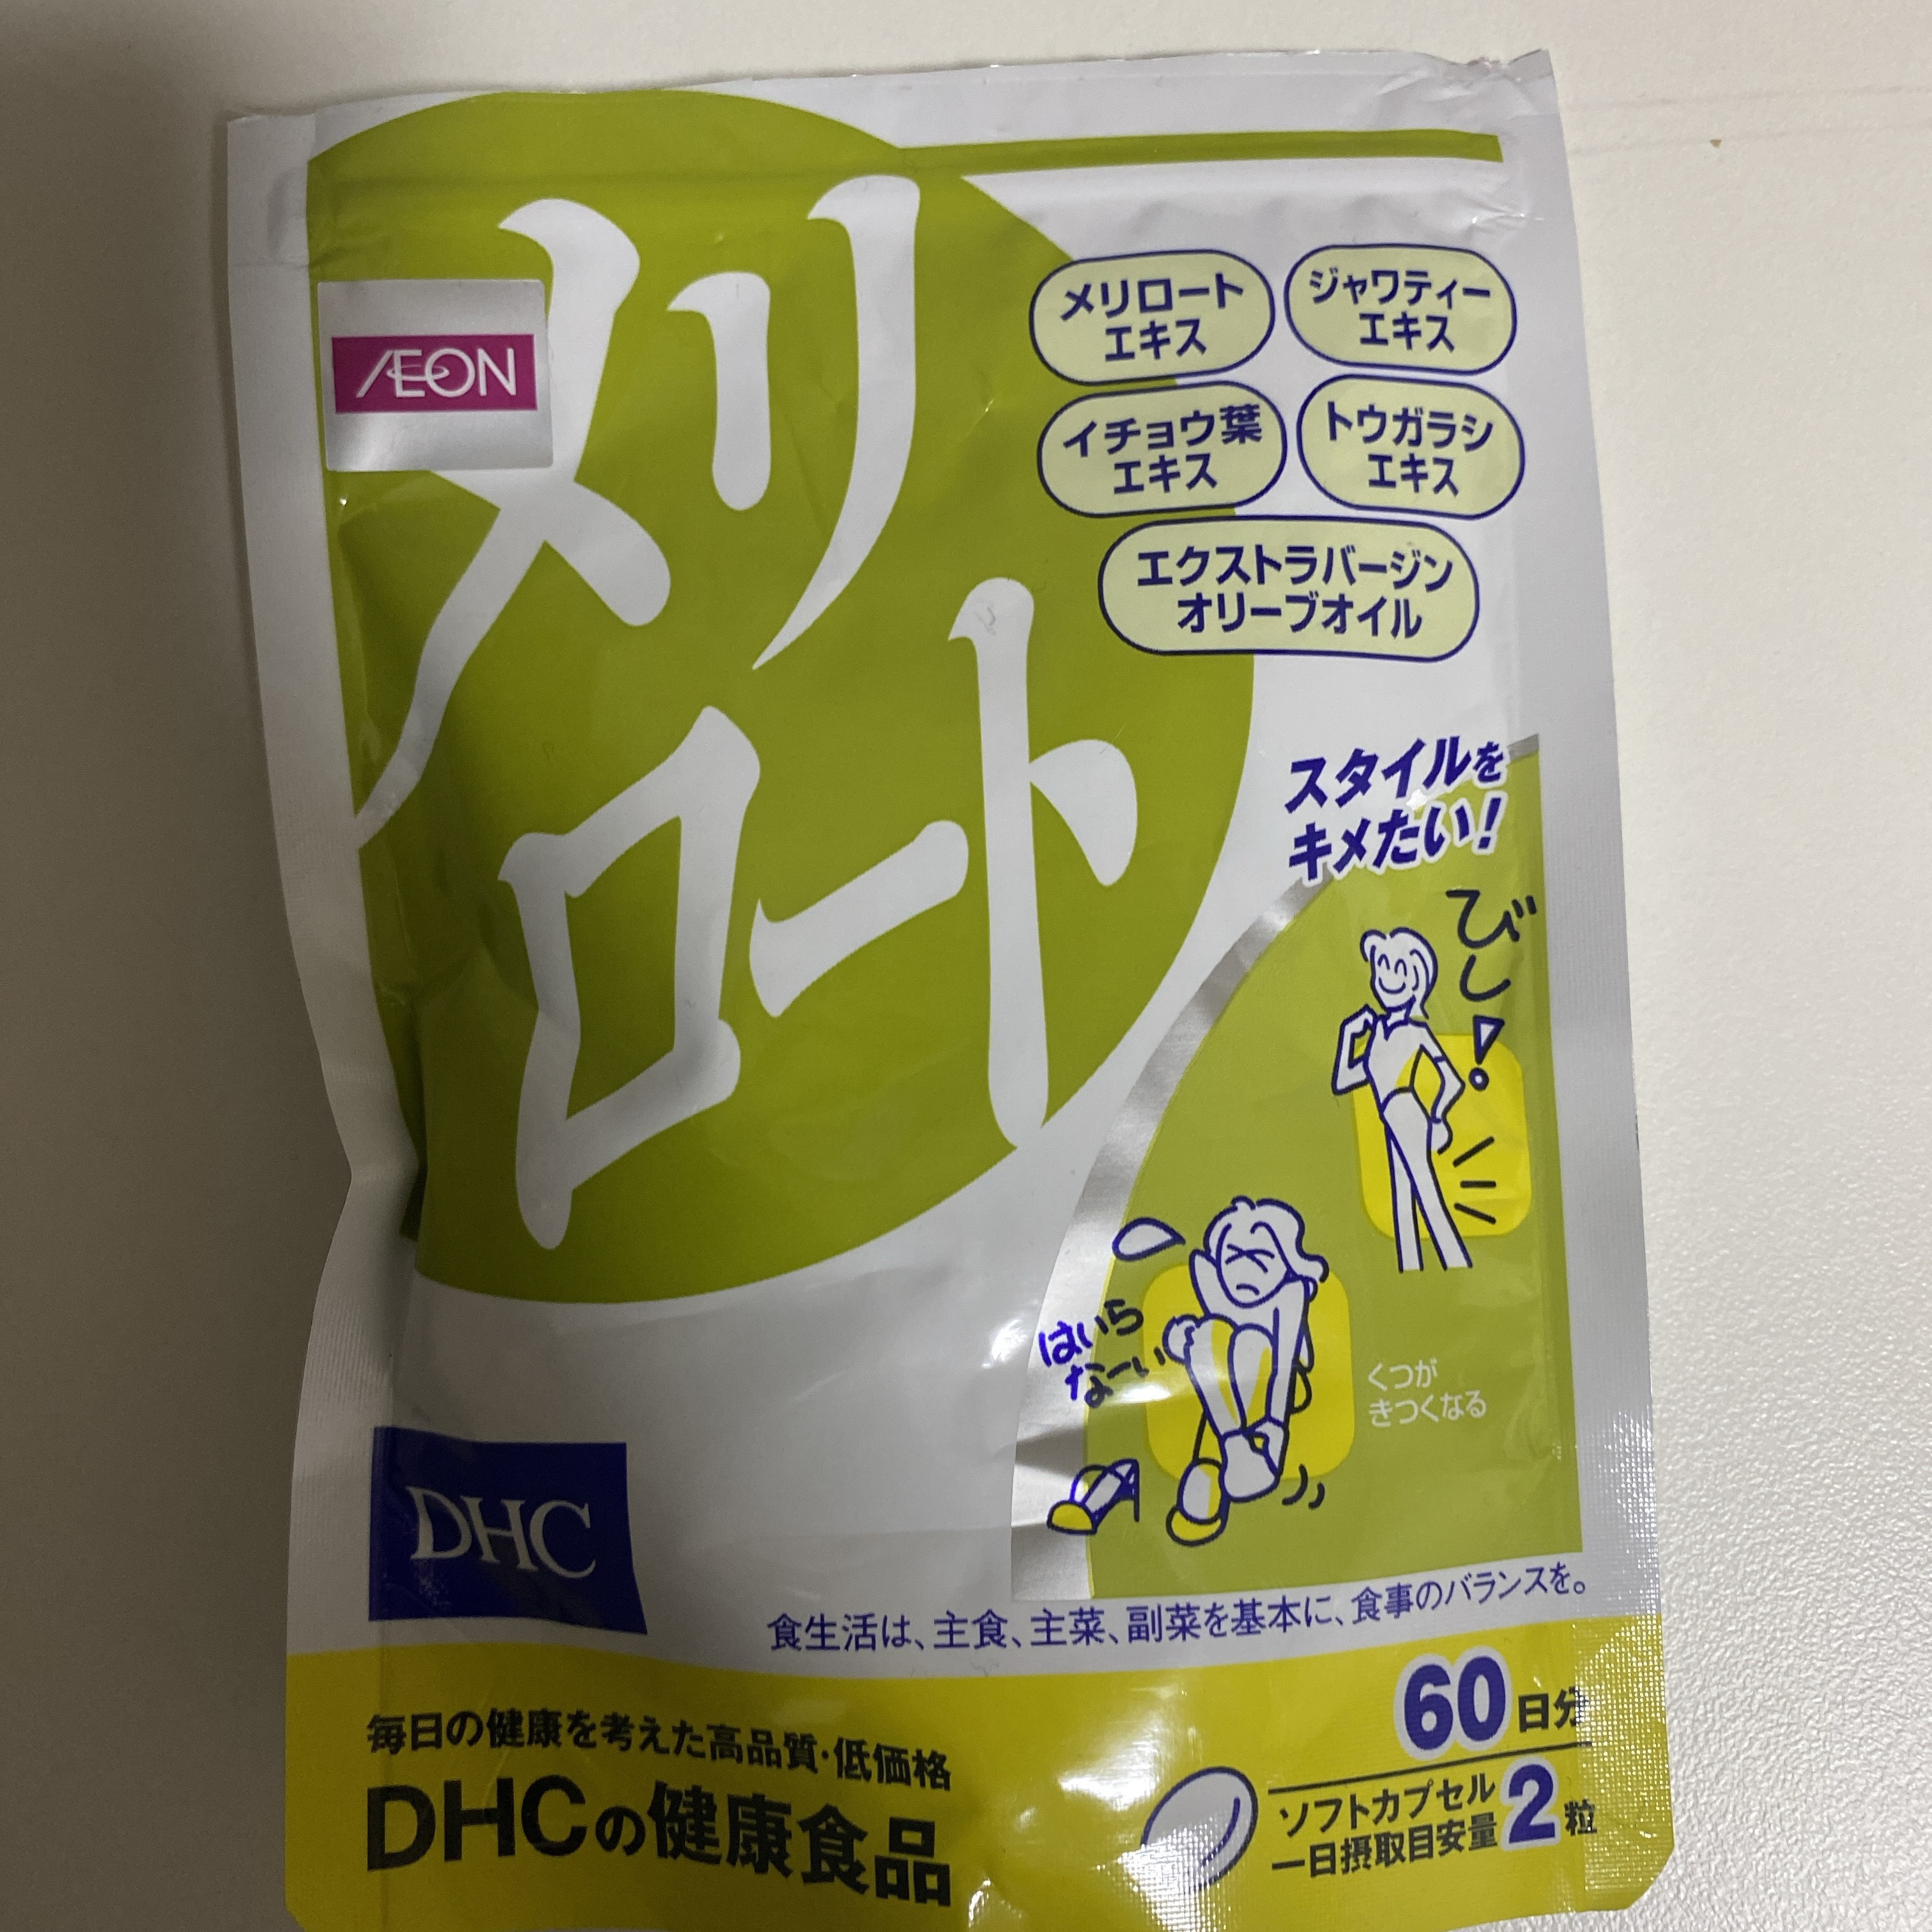 メリ
ロート
ÆON
メリロート
エキス
ジャワティー
エキス
イチョウ葉
エキス
トウガラシ
エキス
エクストラバージン
オリーブオイル
スタイルを
キメたい!
びし!
はいら
なーい
くつが
きつくなる
DHC
食生活は、主食、主菜、副菜を基本に、食事のバランスを。
毎日の健康を考えた高品質・低価格
DHCの健康食品
60日分
ソフトカプセル
一日摂取目安量2粒